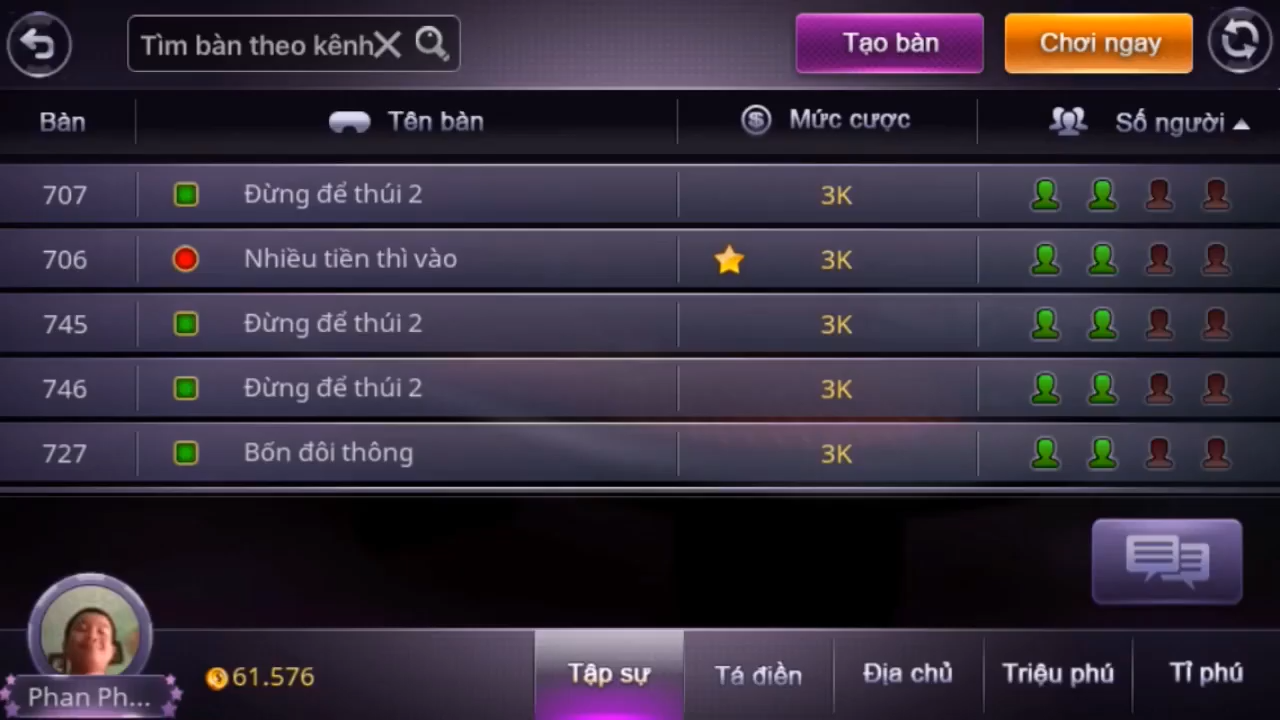 Tìm bàn theo kênh
Tạo bàn
Chơi ngay
Bàn
Tên bàn
Mức cược
Số người
707 Đừng để thúi 2 3K
706 Nhiều tiền thì vào 3K
745 Đừng để thúi 2 3K
746 Đừng để thúi 2 3K
727 Bốn đôi thông 3K
Phan Ph...
61.576
Tập sự
Tá điền
Địa chủ
Triệu phú
Tỉ phú